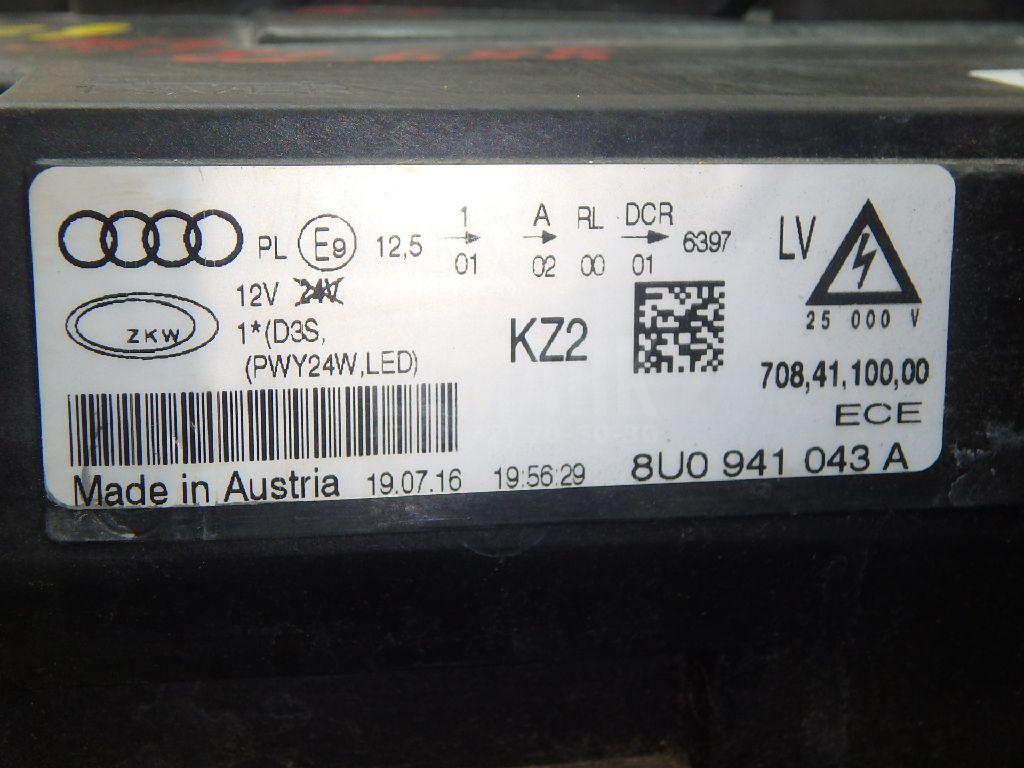 PL E9 12,5 1 01 A 02 RL 00 DCR 01 6397 LV
ZKW 12V 24V
1*(D3S,
(PWY24W,LED)
KZ2
25 000 V
708,41,100,00
ECE
Made in Austria 19.07.16 19:56:29 8U0 941 043 A